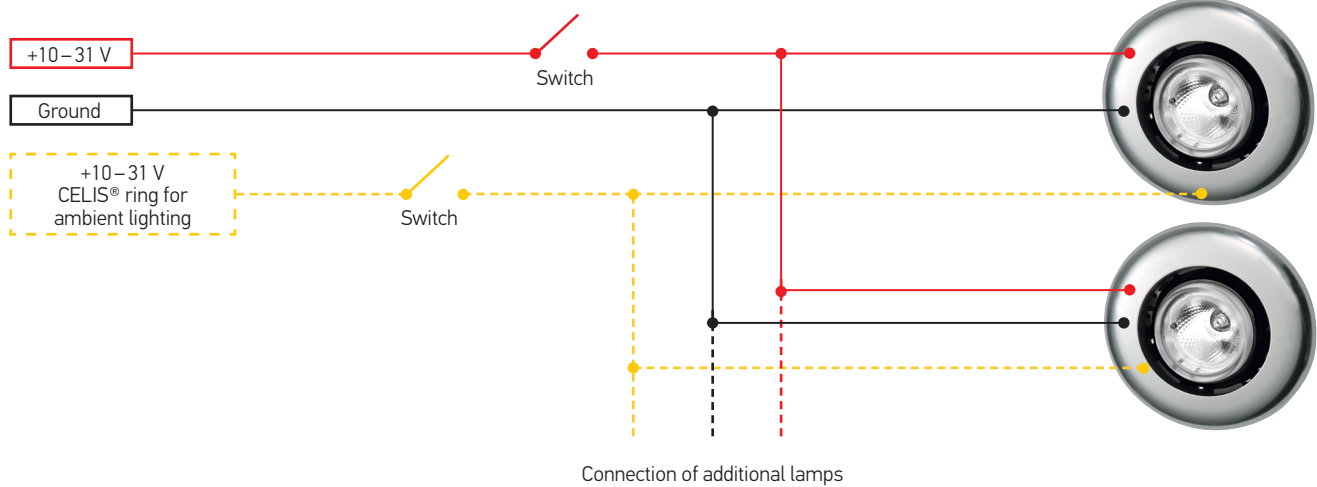 +10–31 V
Switch
Ground
+10–31 V
CELIS® ring for
ambient lighting
Switch
Connection of additional lamps